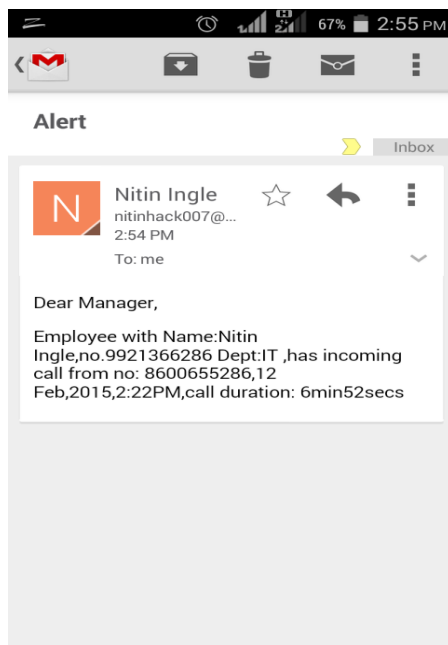 67% 2:55 PM
Alert
Inbox
N
Nitin Ingle
nitinhack007@...
2:54 PM
To: me
Dear Manager,
Employee with Name:Nitin
Ingle,no.9921366286 Dept:IT ,has incoming
call from no: 8600655286,12
Feb,2015,2:22PM,call duration: 6min52secs